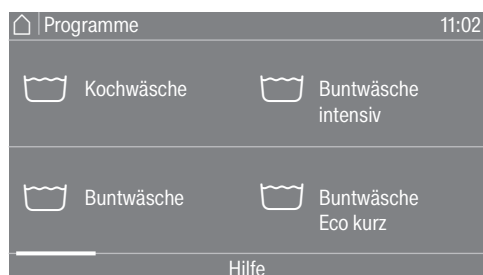 Programme 11:02
Kochwäsche
Buntwäsche
intensiv
Buntwäsche
Buntwäsche
Eco kurz
Hilfe